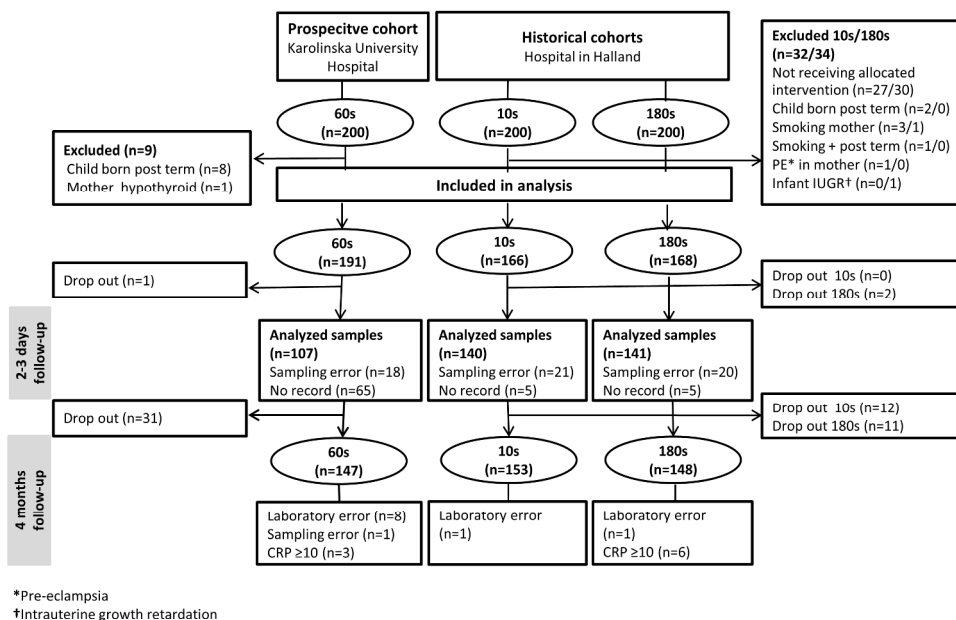 Prospecitve cohort
Karolinska University
Hospital
Historical cohorts
Hospital in Halland
Excluded 10s/180s
(n=32/34)
Not receiving allocated
intervention (n=27/30)
Child born post term (n=2/0)
Smoking mother (n=3/1)
Smoking + post term (n=1/0)
PE* in mother (n=1/0)
Infant IUGR† (n=0/1)
60s
(n=200)
10s
(n=200)
180s
(n=200)
Excluded (n=9)
Child born post term (n=8)
Mother hypothyroid (n=1)
Included in analysis
60s
(n=191)
10s
(n=166)
180s
(n=168)
Drop out (n=1)
Drop out 10s (n=0)
Drop out 180s (n=2)
2-3 days
follow-up
Analyzed samples
(n=107)
Sampling error (n=18)
No record (n=65)
Analyzed samples
(n=140)
Sampling error (n=21)
No record (n=5)
Analyzed samples
(n=141)
Sampling error (n=20)
No record (n=5)
Drop out (n=31)
Drop out 10s (n=12)
Drop out 180s (n=11)
4 months
follow-up
60s
(n=147)
10s
(n=153)
180s
(n=148)
Laboratory error (n=8)
Sampling error (n=1)
CRP ≥10 (n=3)
Laboratory error
(n=1)
Laboratory error
(n=1)
CRP ≥10 (n=6)
*Pre-eclampsia
†Intrauterine growth retardation